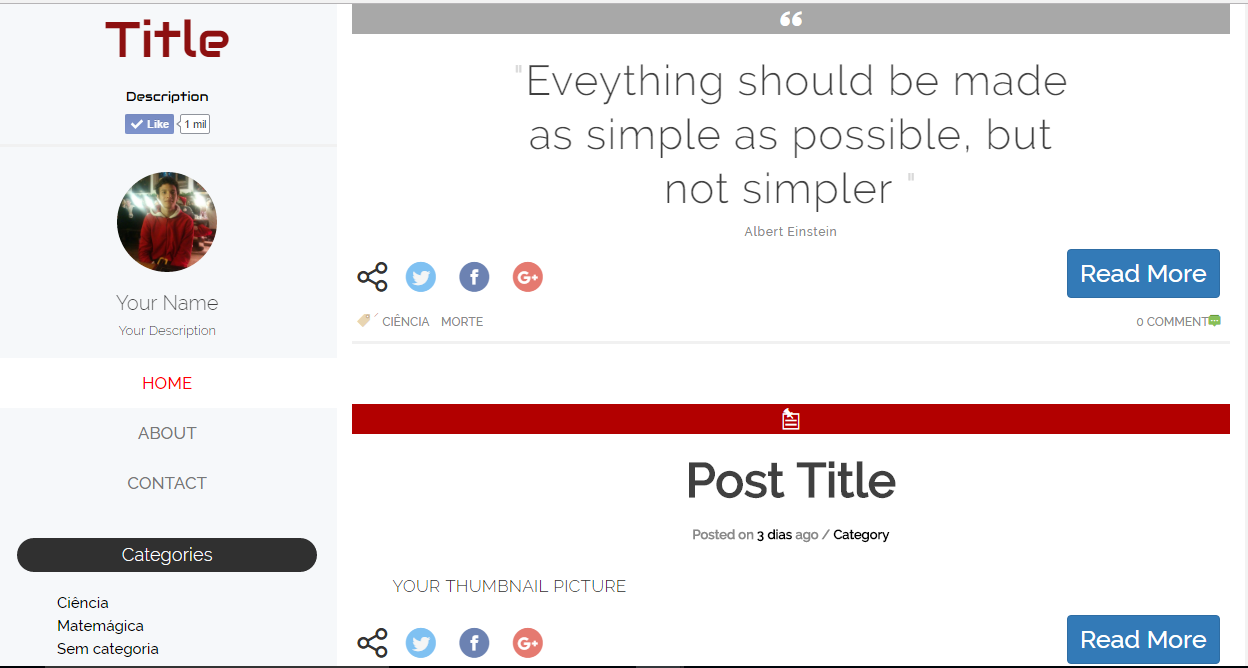 Title
Description
Like 1 mil
Your Name
Your Description
HOME
ABOUT
CONTACT
Categories
Ciência
Matemágica
Sem categoria
“
"Eveything should be made
as simple as possible, but
not simpler "
Albert Einstein
Read More
CIÊNCIA MORTE
0 COMMENT
Post Title
Posted on 3 dias ago / Category
YOUR THUMBNAIL PICTURE
Read More